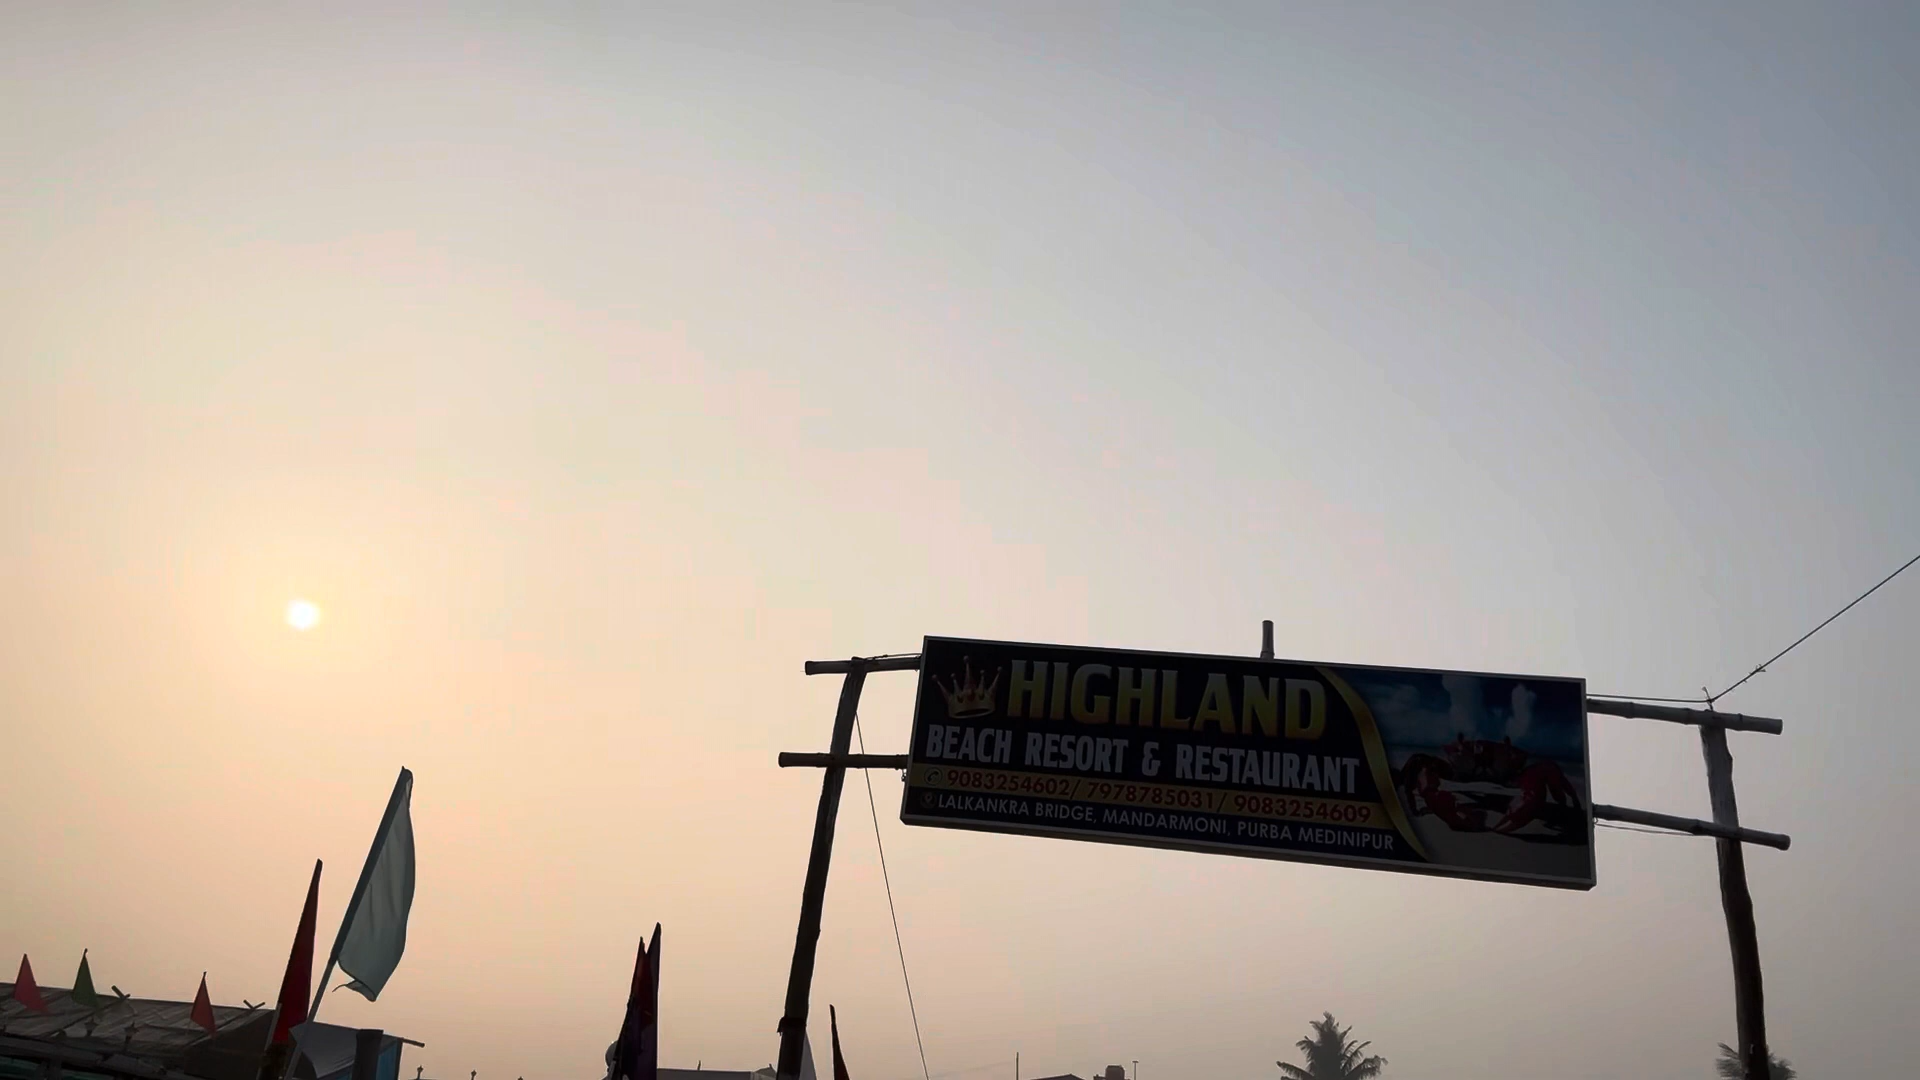 HIGHLAND
BEACH RESORT & RESTAURANT
9083254602/ 7978785031/ 9083254609
LALKANKRA BRIDGE, MANDARMONI, PURBA MEDINIPUR